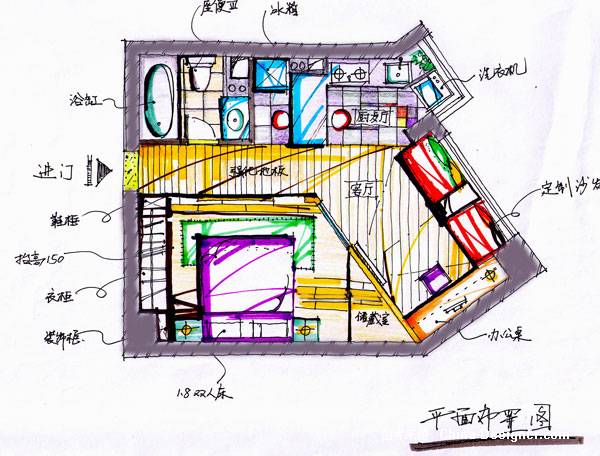 座便器
冰箱
洗衣机
浴缸
厨餐厅
进门
强化地板
客厅
定制沙发
鞋柜
抬高150
衣柜
储藏室
装饰柜
办公桌
1.8双人床
平面布置图